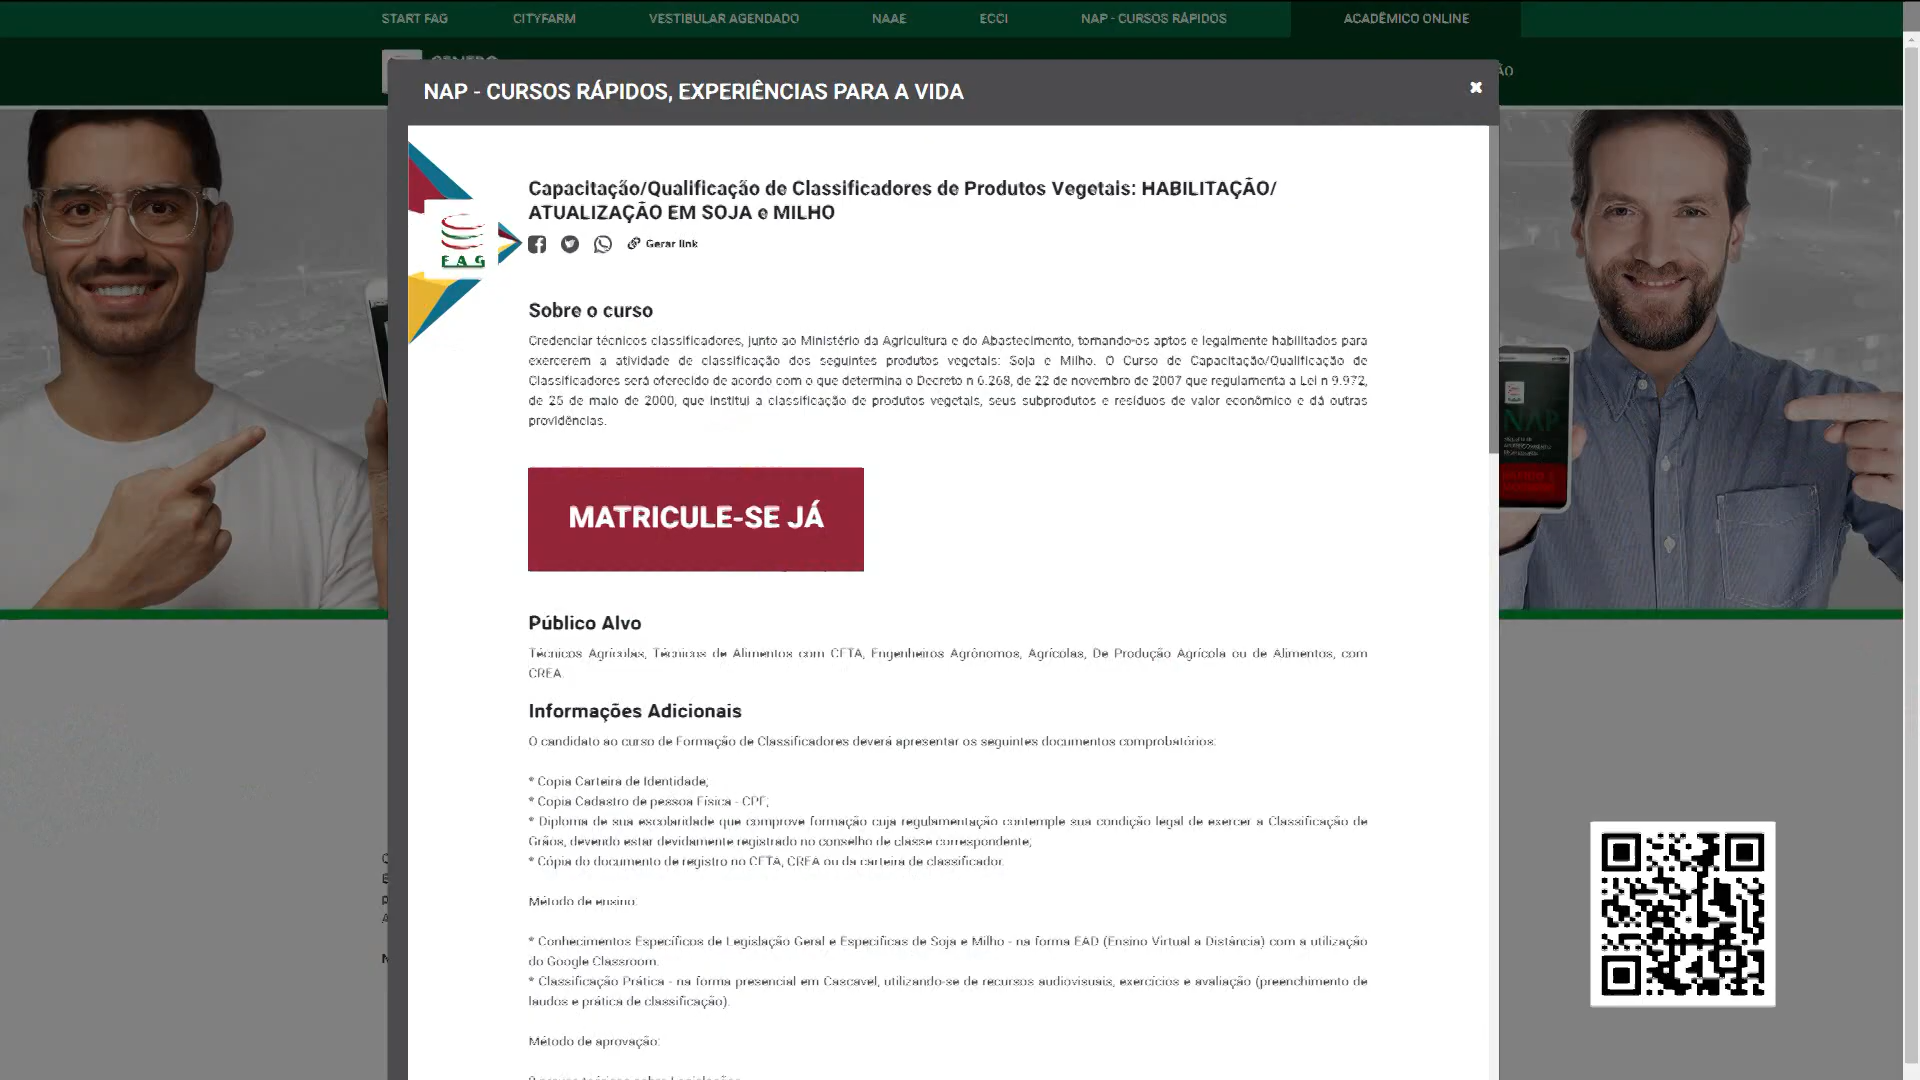 START FAG CITYFARM VESTIBULAR AGENDADO NAAE ECCI NAP - CURSOS RÁPIDOS ACADÊMICO ONLINE
NAP - CURSOS RÁPIDOS, EXPERIÊNCIAS PARA A VIDA
Capacitação/Qualificação de Classificadores de Produtos Vegetais: HABILITAÇÃO/
ATUALIZAÇÃO EM SOJA e MILHO
FAG
Gerar link
Sobre o curso
Credenciar técnicos classificadores, junto ao Ministério da Agricultura e do Abastecimento, tornando-os aptos e legalmente habilitados para
exercerem a atividade de classificação dos seguintes produtos vegetais: Soja e Milho. O Curso de Capacitação/Qualificação de
Classificadores será oferecido de acordo com o que determina o Decreto n 6.268, de 22 de novembro de 2007 que regulamenta a Lei n 9.972,
de 25 de maio de 2000, que institui a classificação de produtos vegetais, seus subprodutos e resíduos de valor econômico e dá outras
providências.
MATRICULE-SE JÁ
NAP
Público Alvo
Técnicos Agrícolas, Técnicos de Alimentos com CFTA, Engenheiros Agrônomos, Agrícolas, De Produção Agrícola ou de Alimentos, com
CREA.
Informações Adicionais
O candidato ao curso de Formação de Classificadores deverá apresentar os seguintes documentos comprobatórios:
* Copia Carteira de Identidade;
* Copia Cadastro de pessoa Física - CPF;
* Diploma de sua escolaridade que comprove formação cuja regulamentação contemple sua condição legal de exercer a Classificação de
Grãos, devendo estar devidamente registrado no conselho de classe correspondente;
* Cópia do documento de registro no CFTA, CREA ou da carteira de classificador.
Método de ensino:
* Conhecimentos Específicos de Legislação Geral e Especificas de Soja e Milho - na forma EAD (Ensino Virtual a Distância) com a utilização
do Google Classroom.
* Classificação Prática - na forma presencial em Cascavel, utilizando-se de recursos audiovisuais, exercícios e avaliação (preenchimento de
laudos e prática de classificação).
Método de aprovação: